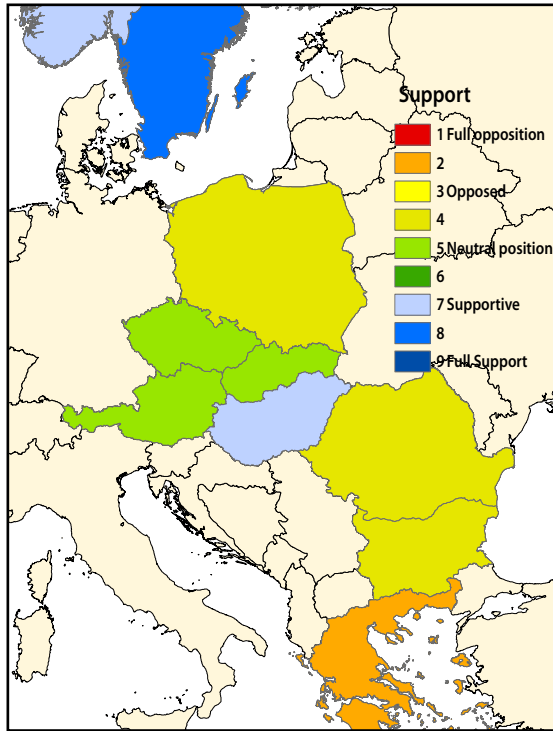 Support
1 Full opposition
2
3 Opposed
4
5 Neutral position
6
7 Supportive
8
9 Full Support